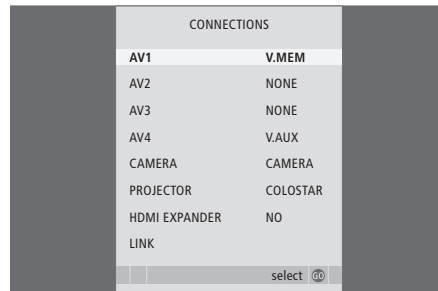 CONNECTIONS
AV1 V.MEM
AV2 NONE
AV3 NONE
AV4 V.AUX
CAMERA CAMERA
PROJECTOR COLOSTAR
HDMI EXPANDER NO
LINK
select GO